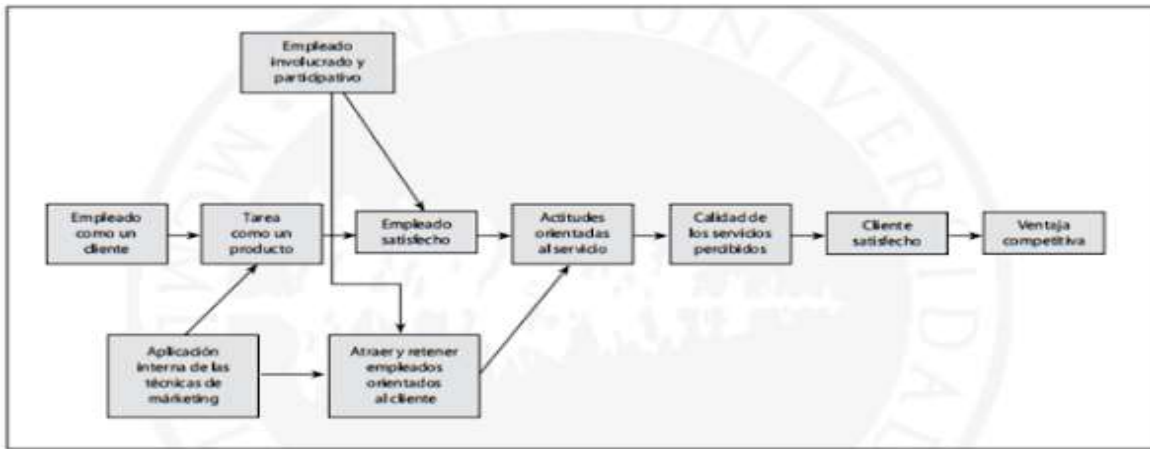 Empleado
involucrado y
participativo
Empleado
como un
cliente
Tarea
como un
producto
Empleado
satisfecho
Actitudes
orientadas
al servicio
Calidad de
los servicios
percibidos
Cliente
satisfecho
Ventaja
competitiva
Aplicación
interna de las
técnicas de
márketing
Atraer y retener
empleados
orientados
al cliente
UNIVERSIDAD